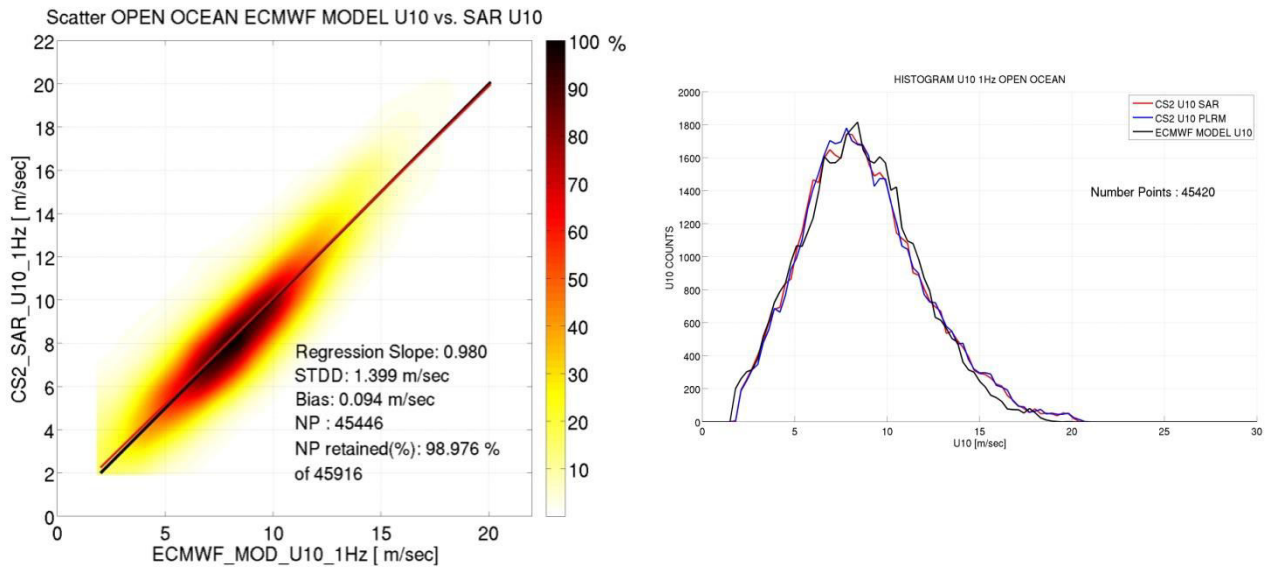 Scatter OPEN OCEAN ECMWF MODEL U10 vs. SAR U10
22
20
18
16
14
12
10
8
6
4
2
0
CS2_SAR_U10_1Hz [ m/sec]
0 5 10 15 20
ECMWF_MOD_U10_1Hz [ m/sec]
Regression Slope: 0.980
STDD: 1.399 m/sec
Bias: 0.094 m/sec
NP : 45446
NP retained(%): 98.976 %
of 45916
100 %
90
80
70
60
50
40
30
20
10
HISTOGRAM U10 1Hz OPEN OCEAN
2000
1800
1600
1400
1200
1000
800
600
400
200
0
U10 COUNTS
0 5 10 15 20 25 30
U10 [m/sec]
CS2 U10 SAR
CS2 U10 PLRM
ECMWF MODEL U10
Number Points : 45420